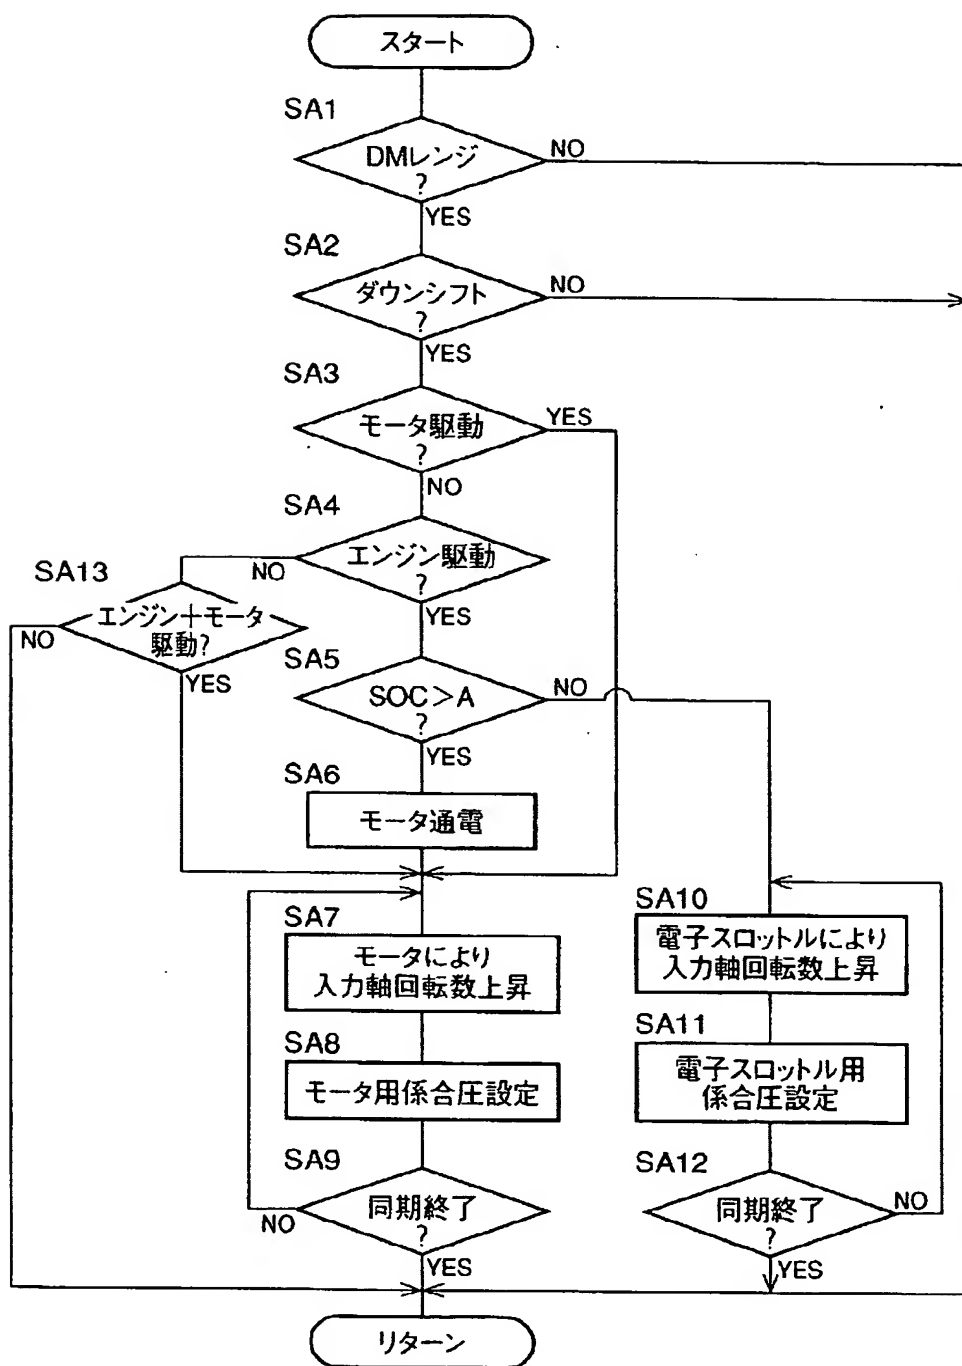 スタート
SA1
DMレンジ
?
NO
YES
SA2
ダウンシフト
?
NO
YES
SA3
モータ駆動
?
YES
NO
SA4
エンジン駆動
?
NO
YES
SA13
エンジン+モータ
駆動?
NO
YES
SA5
SOC>A
?
NO
YES
SA6
モータ通電
SA7
モータにより
入力軸回転数上昇
SA8
モータ用係合圧設定
SA9
同期終了
?
NO
YES
SA10
電子スロットルにより
入力軸回転数上昇
SA11
電子スロットル用
係合圧設定
SA12
同期終了
?
NO
YES
リターン